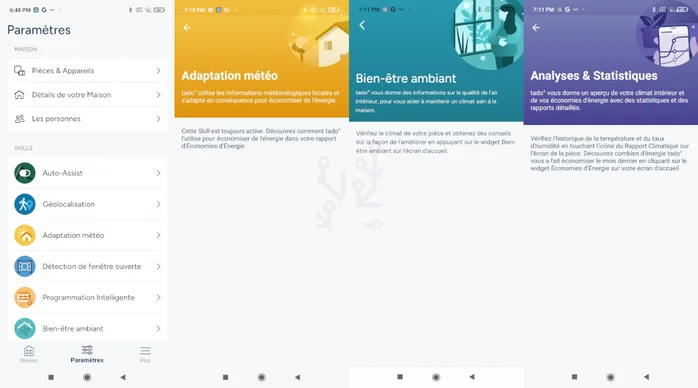 6:48 PM
Paramètres
MAISON
Pièces & Appareils
Détails de votre Maison
Les personnes
SKILLS
Auto-Assist
Géolocalisation
Adaptation météo
Détection de fenêtre ouverte
Programmation Intelligente
Bien-être ambiant
Maison
Paramètres
Plus
7:10 PM
Adaptation météo
tado° utilise les informations météorologiques locales et
s'adapte en conséquence pour économiser de l'énergie.
Cette Skill est toujours active. Découvrez comment tado°
l'utilise pour économiser de l'énergie dans votre rapport
d'Économies d'Énergie.
7:11 PM
Bien-être ambiant
tado° vous donne des informations sur la qualité de l'air
intérieur, pour vous aider à maintenir un climat sain à la
maison.
Vérifiez le climat de votre pièce et obtenez des conseils
sur la façon de l'améliorer en appuyant sur le widget Bien-
être ambiant sur l'écran d'accueil.
7:11 PM
Analyses & Statistiques
tado° vous donne un aperçu de votre climat intérieur et
de vos économies d'énergie avec des statistiques et des
rapports détaillés.
Vérifiez l'historique de la température et du taux
d'humidité en touchant l'icône du Rapport Climatique sur
l'écran de la pièce. Découvrez combien d'énergie tado°
vous a fait économiser le mois dernier en cliquant sur le
widget Économies d'Énergie sur votre écran d'accueil.